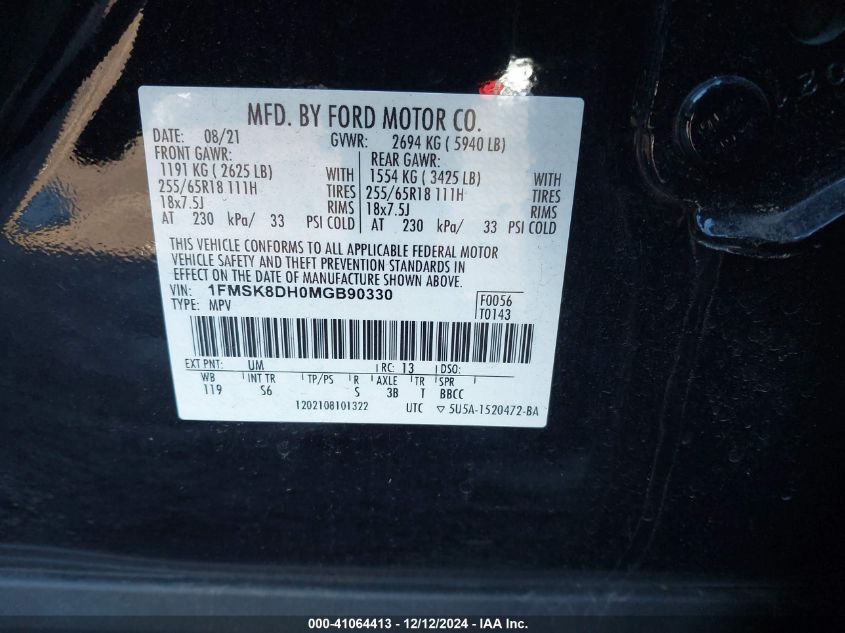 MFD. BY FORD MOTOR CO.
DATE: 08/21 GVWR: 2694 KG ( 5940 LB)
FRONT GAWR: REAR GAWR:
1191 KG ( 2625 LB) WITH 1554 KG ( 3425 LB) WITH
255/65R18 111H TIRES 255/65R18 111H TIRES
18x7.5J RIMS 18x7.5J RIMS
AT 230 kPa/ 33 PSI COLD AT 230 kPa/ 33 PSI COLD
THIS VEHICLE CONFORMS TO ALL APPLICABLE FEDERAL MOTOR
VEHICLE SAFETY AND THEFT PREVENTION STANDARDS IN
EFFECT ON THE DATE OF MANUFACTURE SHOWN ABOVE.
VIN: 1FMSK8DH0MGB90330 F0056
TYPE: MPV T0143
EXT PNT: UM RC: 13 DSO:
WB INT TR TP/PS R AXLE TR SPR
119 S6 S 3B T BBCC
1202108101322 UTC ▽ 5U5A-1520472-BA
000-41064413 - 12/12/2024 - IAA Inc.